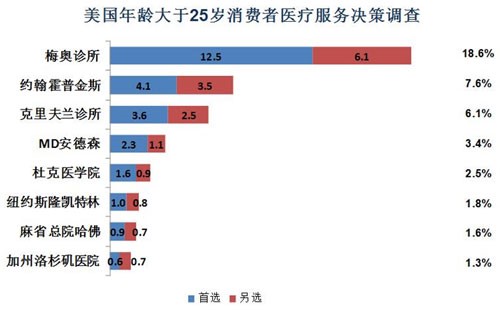 美国年龄大于25岁消费者医疗服务决策调查
梅奥诊所 12.5 6.1 18.6%
约翰霍普金斯 4.1 3.5 7.6%
克里夫兰诊所 3.6 2.5 6.1%
MD安德森 2.3 1.1 3.4%
杜克医学院 1.6 0.9 2.5%
纽约斯隆凯特林 1.0 0.8 1.8%
麻省总院哈佛 0.9 0.7 1.6%
加州洛杉矶医院 0.6 0.7 1.3%
首选 另选